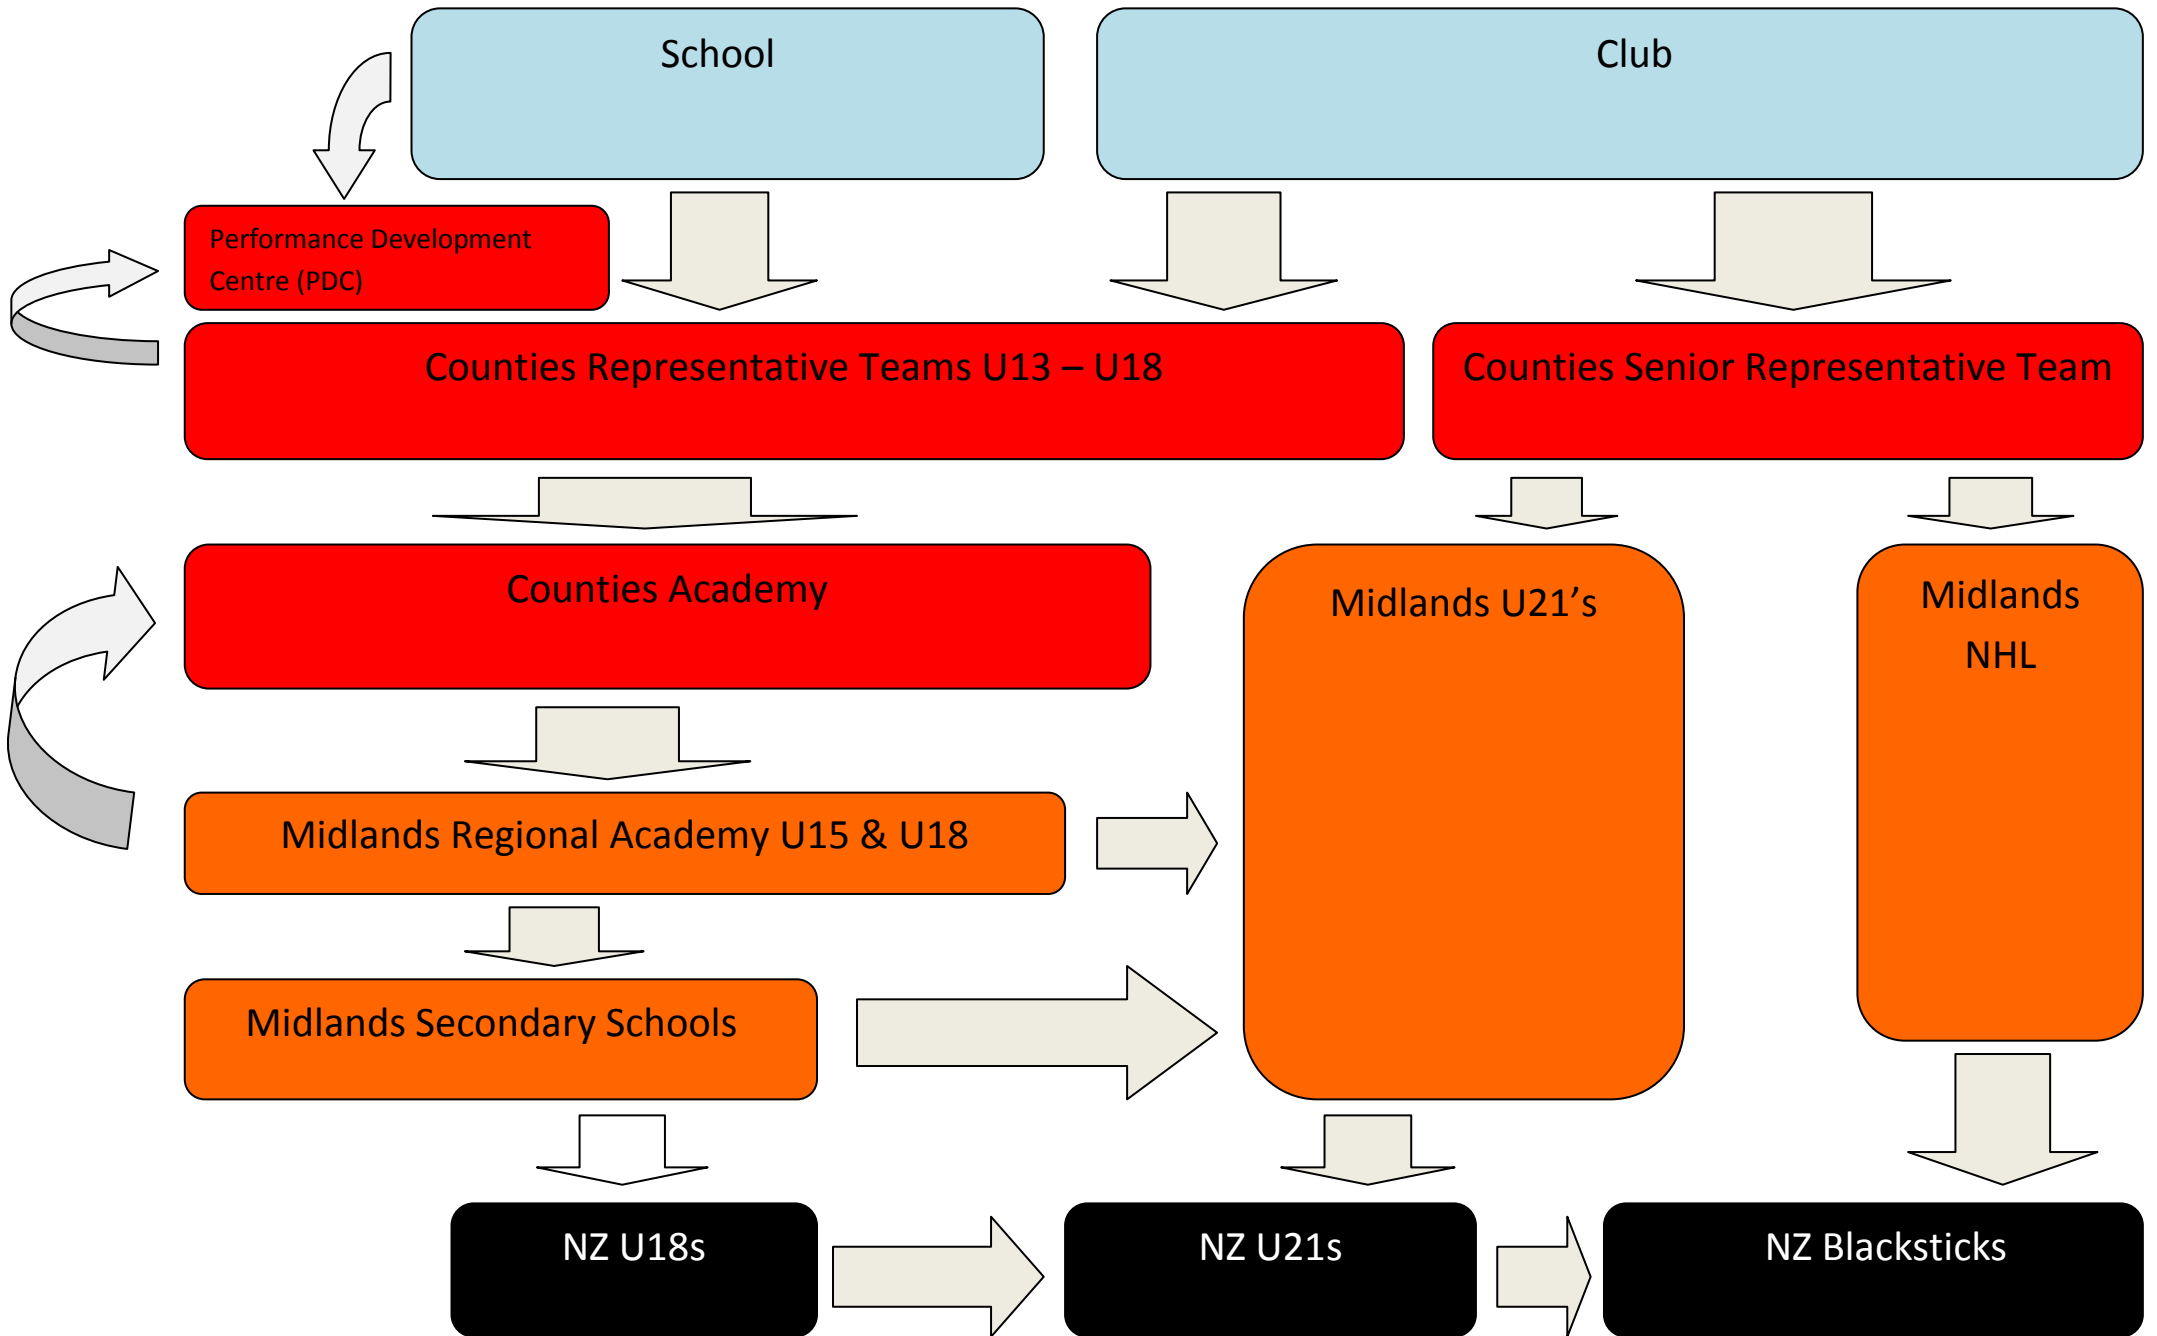 School
Club
Performance Development
Centre (PDC)
Counties Representative Teams U13 – U18
Counties Senior Representative Team
Counties Academy
Midlands U21’s
Midlands
NHL
Midlands Regional Academy U15 & U18
Midlands Secondary Schools
NZ U18s
NZ U21s
NZ Blacksticks